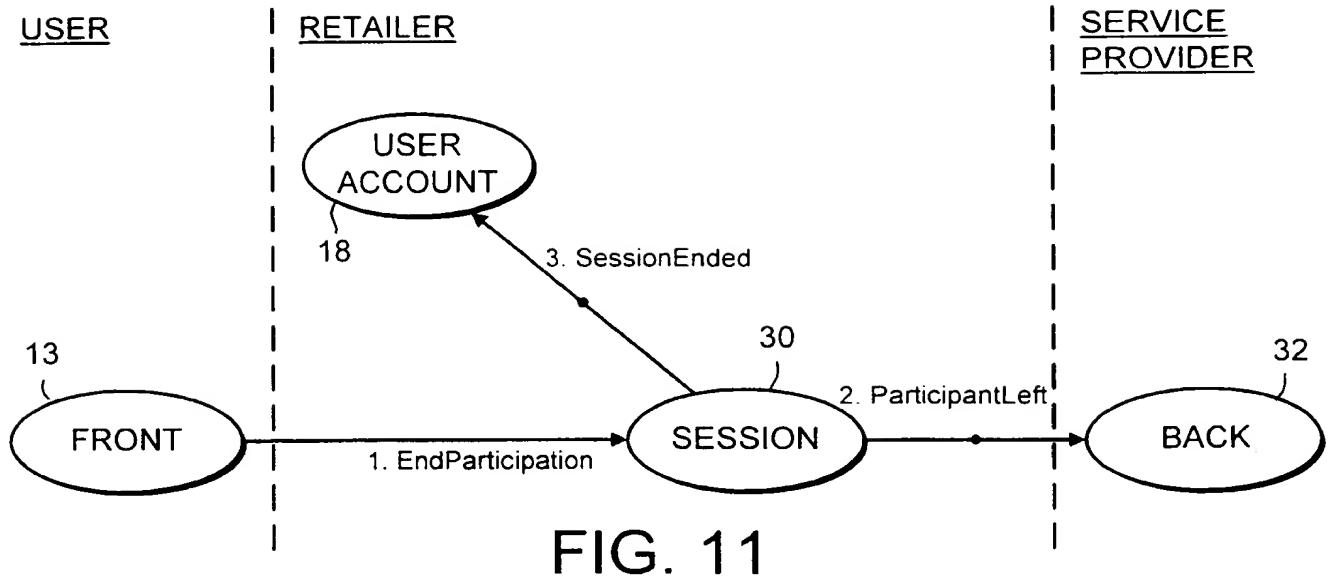 USER
RETAILER
SERVICE
PROVIDER
USER
ACCOUNT
18
3. SessionEnded
13
30
32
2. ParticipantLeft
FRONT
SESSION
BACK
1. EndParticipation
FIG. 11